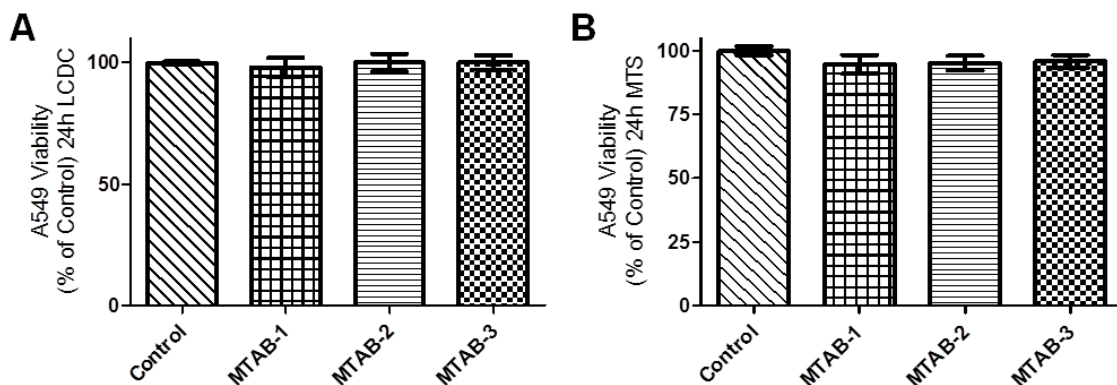 A
A549 Viability
(% of Control) 24h LCDC
100
50
0
Control
MTAB-1
MTAB-2
MTAB-3
B
A549 Viability
(% of Control) 24h MTS
100
75
50
25
0
Control
MTAB-1
MTAB-2
MTAB-3